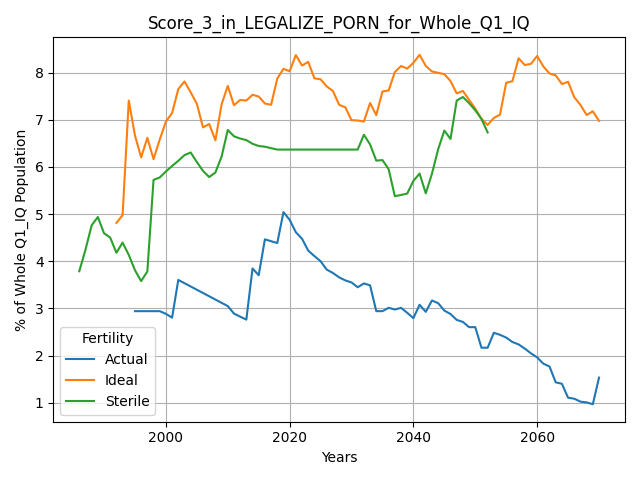 Score_3_in_LEGALIZE_PORN_for_Whole_Q1_IQ
% of Whole Q1_IQ Population
8
7
6
5
4
3
2
1
Fertility
Actual
Ideal
Sterile
2000 2020 2040 2060
Years